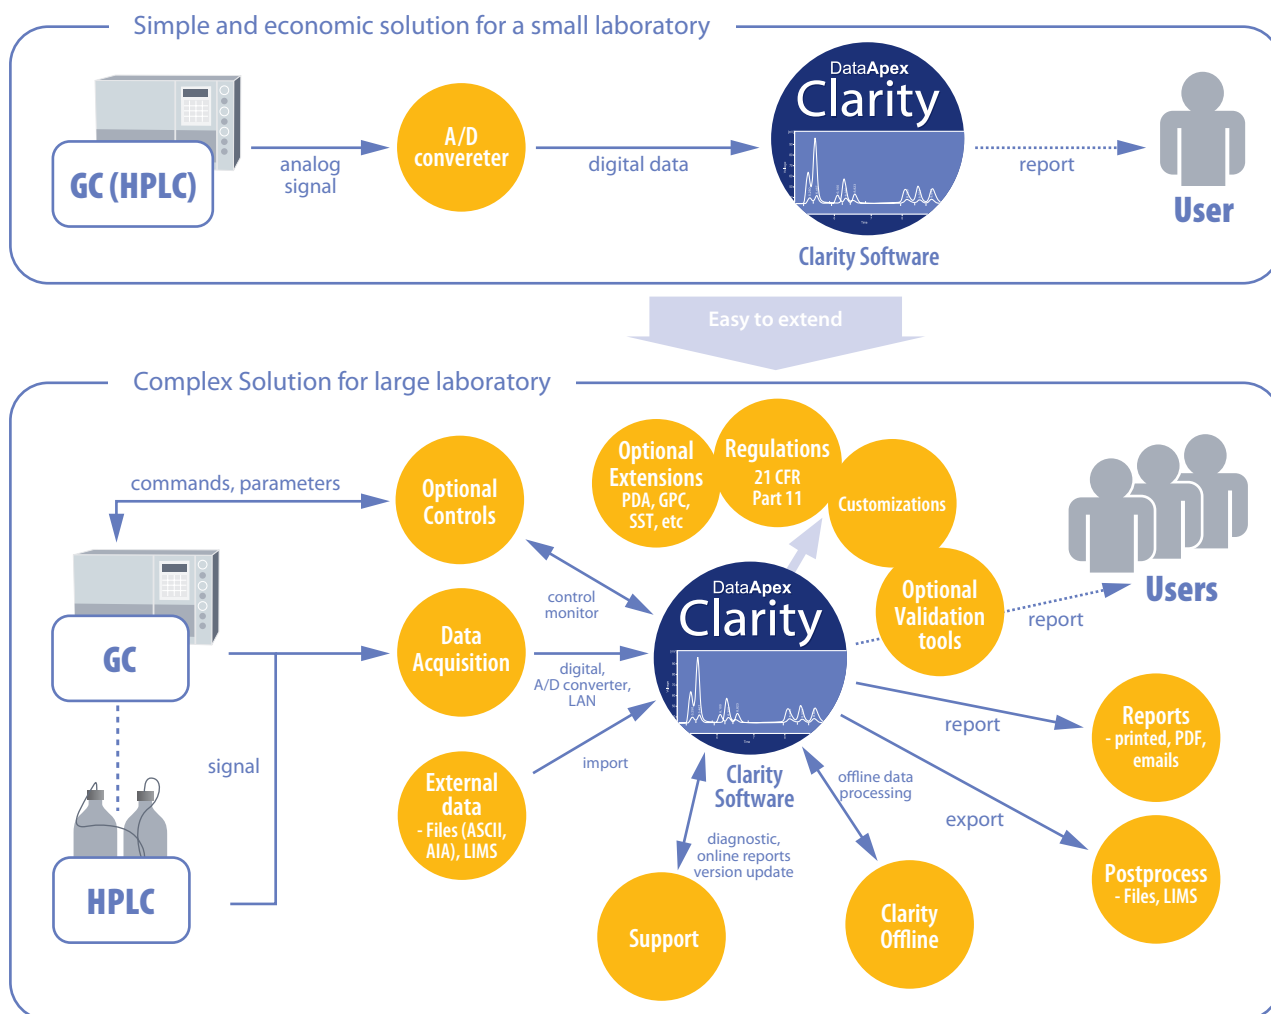 Simple and economic solution for a small laboratory
GC (HPLC)
analog
signal
A/D
convereter
digital data
DataApex
Clarity
Clarity Software
report
User
Easy to extend
Complex Solution for large laboratory
commands, parameters
Optional
Controls
Optional
Extensions
PDA, GPC,
SST, etc
Regulations
21 CFR
Part 11
Customizations
Optional
Validation
tools
Users
report
control
monitor
GC
Data
Acquisition
digital,
A/D converter,
LAN
DataApex
Clarity
Clarity
Software
signal
HPLC
External
data
- Files (ASCII,
AIA), LIMS
import
report
Reports
- printed, PDF,
emails
export
Postprocess
- Files, LIMS
offline data
processing
Clarity
Offline
diagnostic,
online reports
version update
Support